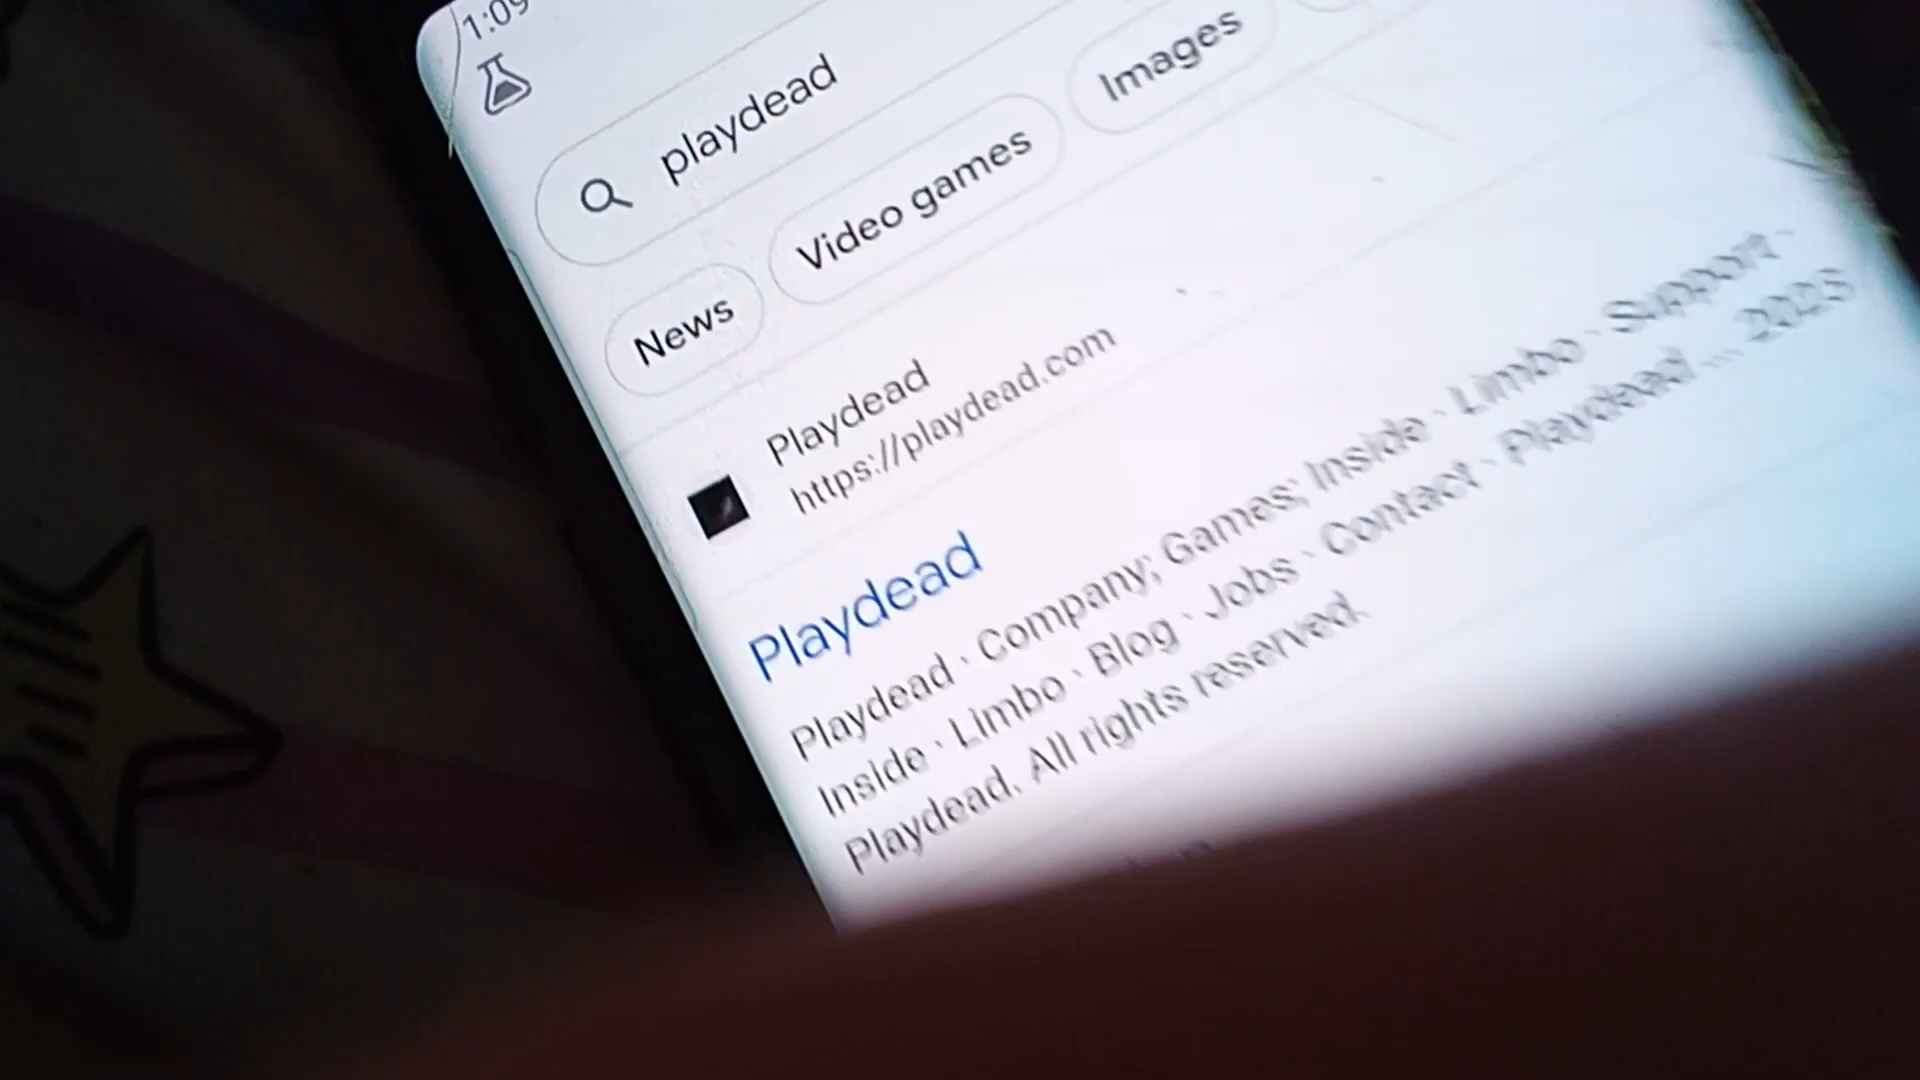 1:09
playdead
News Video games Images
Playdead
https://playdead.com
Playdead
Playdead · Company; Games; Inside · Limbo · Support ·
Inside · Limbo · Blog · Jobs · Contact · Playdead ... 2023
Playdead. All rights reserved.